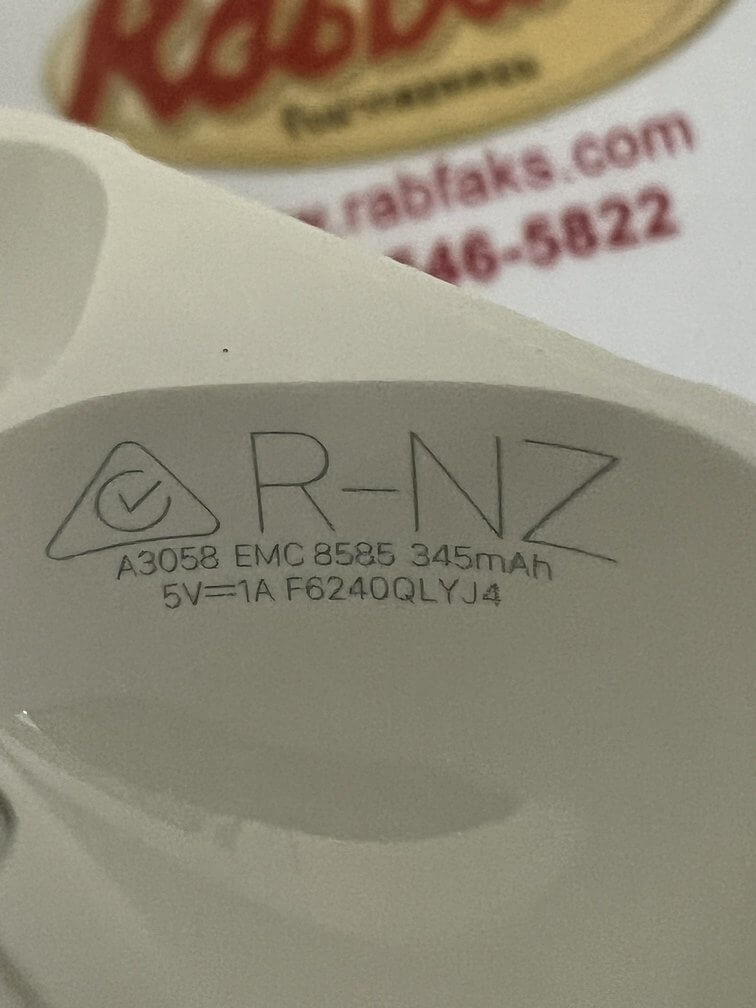 rabfaks.com
46-5822
R-NZ
A3058 EMC 8585 345mAh
5V⎓1A F6240QLYJ4